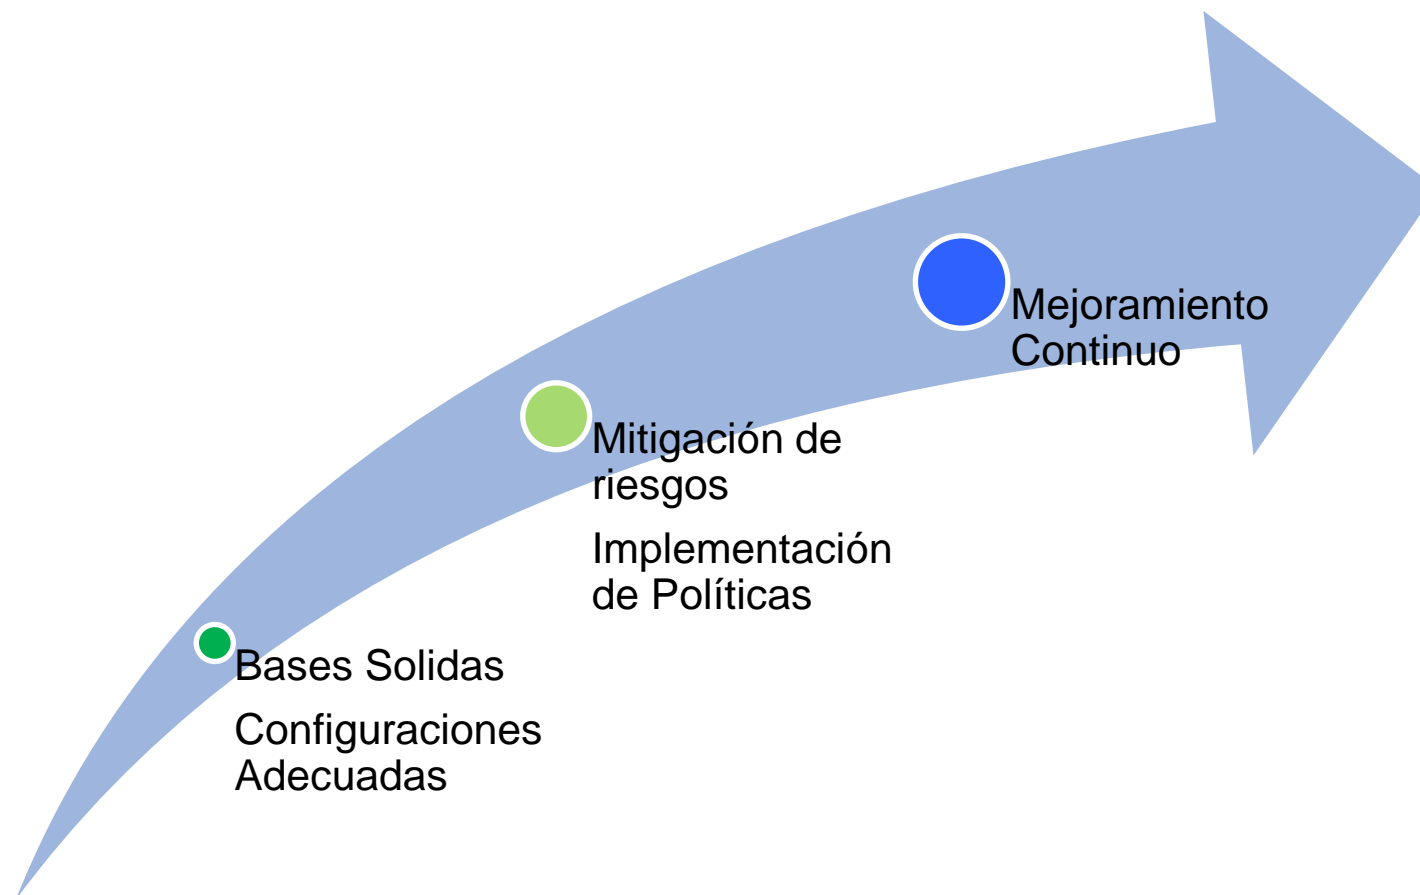 Mejoramiento
Continuo
Mitigación de
riesgos
Implementación
de Políticas
Bases Solidas
Configuraciones
Adecuadas